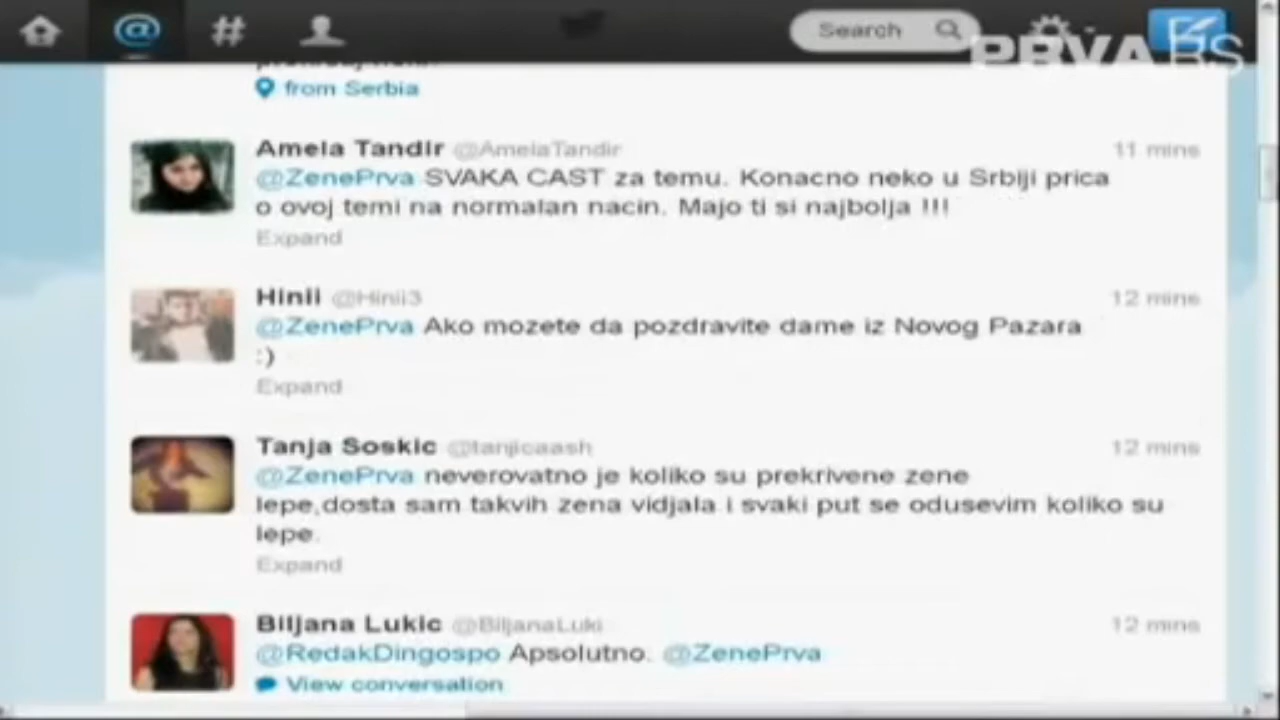 @ # Search
PRVA.RS
from Serbia
Amela Tandir @AmelaTandir 11 mins
@ZenePrva SVAKA CAST za temu. Konacno neko u Srbiji prica
o ovoj temi na normalan nacin. Majo ti si najbolja !!!
Expand
Hinii @Hinii3 12 mins
@ZenePrva Ako mozete da pozdravite dame iz Novog Pazara
:)
Expand
Tanja Soskic @tanjicaash 12 mins
@ZenePrva neverovatno je koliko su prekrivene zene
lepe,dosta sam takvih zena vidjala i svaki put se odusevim koliko su
lepe.
Expand
Biljana Lukic @BiljanaLuki 12 mins
@RedakDingospo Apsolutno. @ZenePrva
View conversation